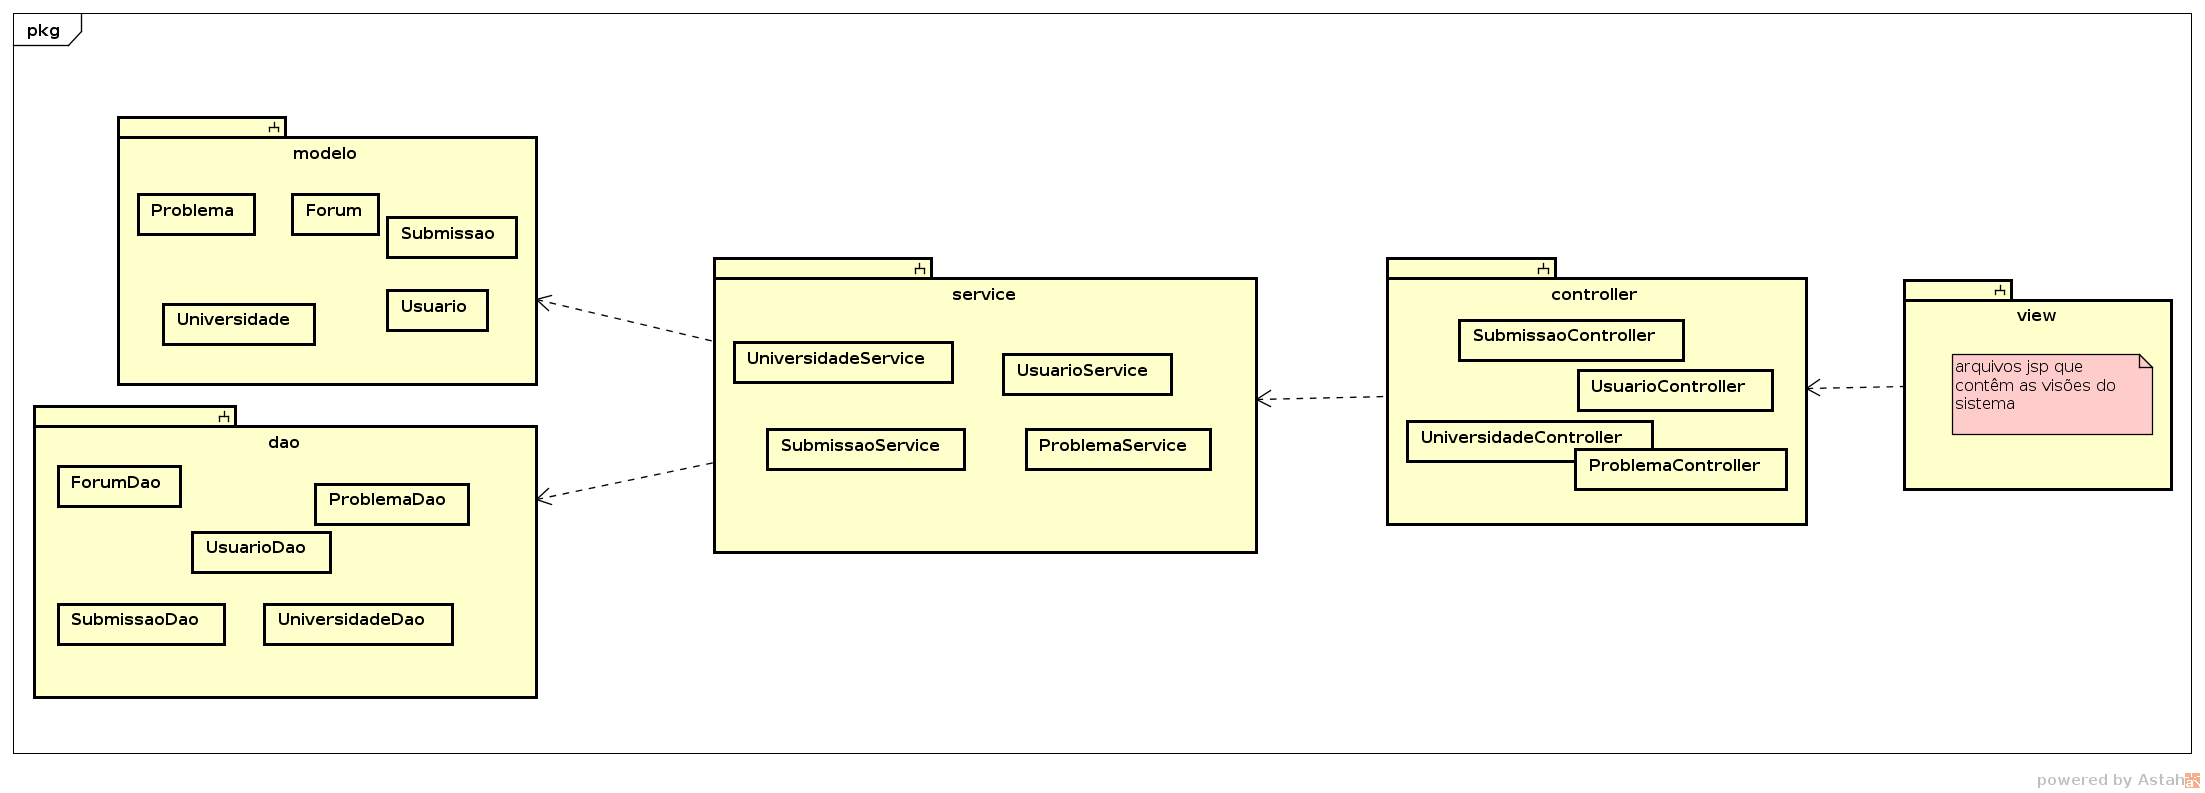 pkg
modelo
Problema
Forum
Submissao
Universidade
Usuario
dao
ForumDao
ProblemaDao
UsuarioDao
SubmissaoDao
UniversidadeDao
service
UniversidadeService
UsuarioService
SubmissaoService
ProblemaService
controller
SubmissaoController
UsuarioController
UniversidadeController
ProblemaController
view
arquivos jsp que
contêm as visões do
sistema
powered by Astah